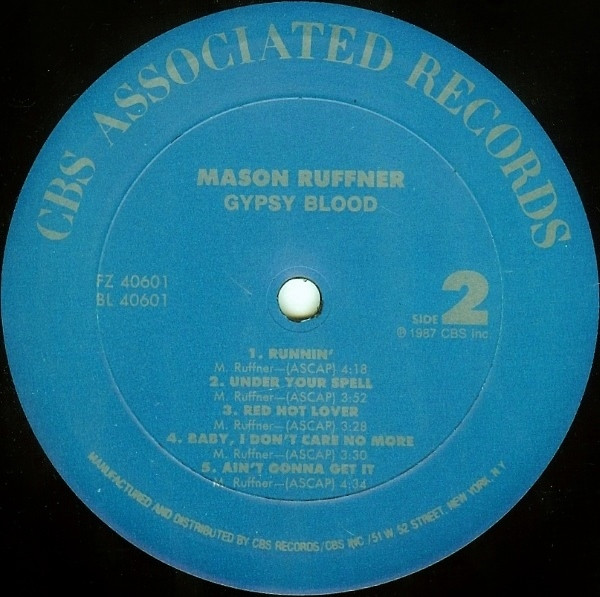 CBS ASSOCIATED RECORDS
MASON RUFFNER
GYPSY BLOOD
FZ 40601
BL 40601
SIDE 2
℗ 1987 CBS Inc.
1. RUNNIN'
M. Ruffner—(ASCAP) 4:18
2. UNDER YOUR SPELL
M. Ruffner—(ASCAP) 3:52
3. RED HOT LOVER
M. Ruffner—(ASCAP) 3:28
4. BABY, I DON'T CARE NO MORE
M. Ruffner—(ASCAP) 3:30
5. AIN'T GONNA GET IT
M. Ruffner—(ASCAP) 4:34
MANUFACTURED AND DISTRIBUTED BY CBS RECORDS/CBS INC./51 W. 52 STREET, NEW YORK, N.Y.